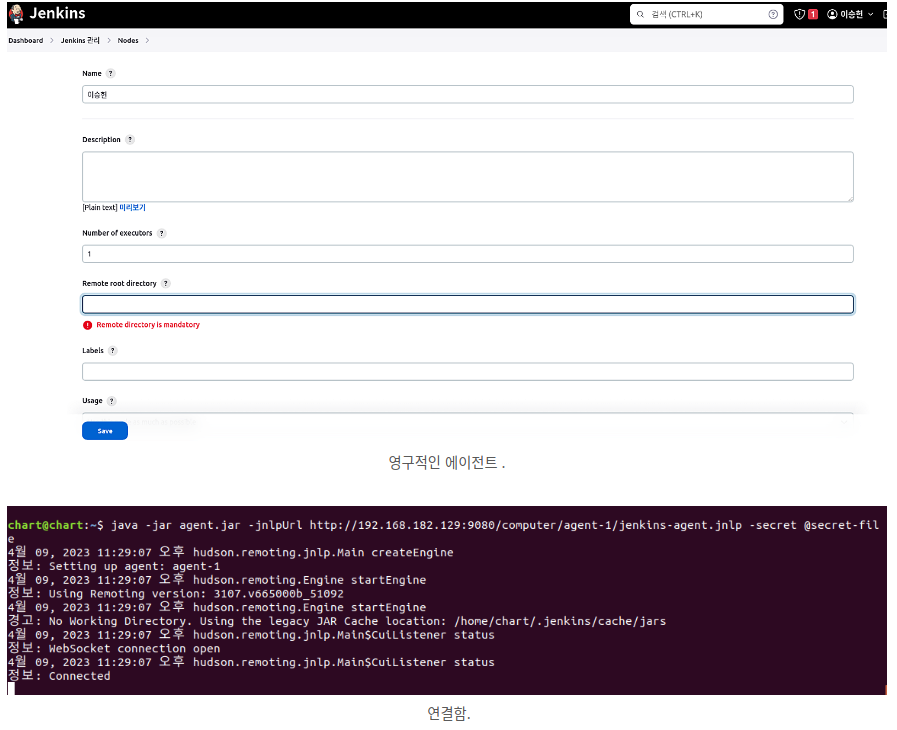 Jenkins
검색 (CTRL+K)
1
이승헌
Dashboard
Jenkins 관리
Nodes
Name ?
이승헌
Description ?
[Plain text] 미리보기
Number of executors ?
1
Remote root directory ?
Remote directory is mandatory
Labels ?
Usage ?
Save
영구적인 에이전트 .
chart@chart:~$ java -jar agent.jar -jnlpUrl http://192.168.182.129:9080/computer/agent-1/jenkins-agent.jnlp -secret @secret-fil
e
4월 09, 2023 11:29:07 오후 hudson.remoting.jnlp.Main createEngine
정보: Setting up agent: agent-1
4월 09, 2023 11:29:07 오후 hudson.remoting.Engine startEngine
정보: Using Remoting version: 3107.v665000b_51092
4월 09, 2023 11:29:07 오후 hudson.remoting.Engine startEngine
경고: No Working Directory. Using the legacy JAR Cache location: /home/chart/.jenkins/cache/jars
4월 09, 2023 11:29:07 오후 hudson.remoting.jnlp.Main$CuiListener status
정보: WebSocket connection open
4월 09, 2023 11:29:07 오후 hudson.remoting.jnlp.Main$CuiListener status
정보: Connected
연결함.